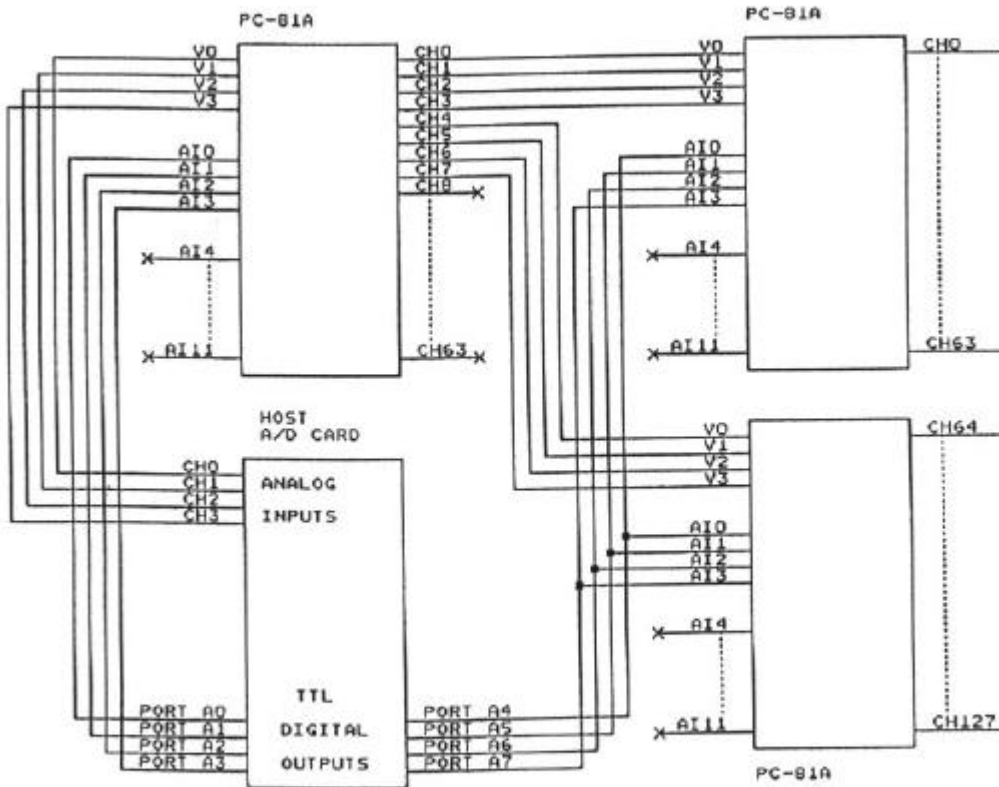 PC-81A
V0
V1
V2
V3
AI0
AI1
AI2
AI3
AI4
AI11
CH0
CH1
CH2
CH3
CH4
CH5
CH6
CH7
CH8
CH63
PC-81A
V0
V1
V2
V3
AI0
AI1
AI2
AI3
AI4
AI11
CH0
CH63
HOST
A/D CARD
CH0
CH1
CH2
CH3
ANALOG
INPUTS
TTL
DIGITAL
OUTPUTS
PORT A0
PORT A1
PORT A2
PORT A3
PORT A4
PORT A5
PORT A6
PORT A7
V0
V1
V2
V3
AI0
AI1
AI2
AI3
AI4
AI11
CH64
CH127
PC-81A